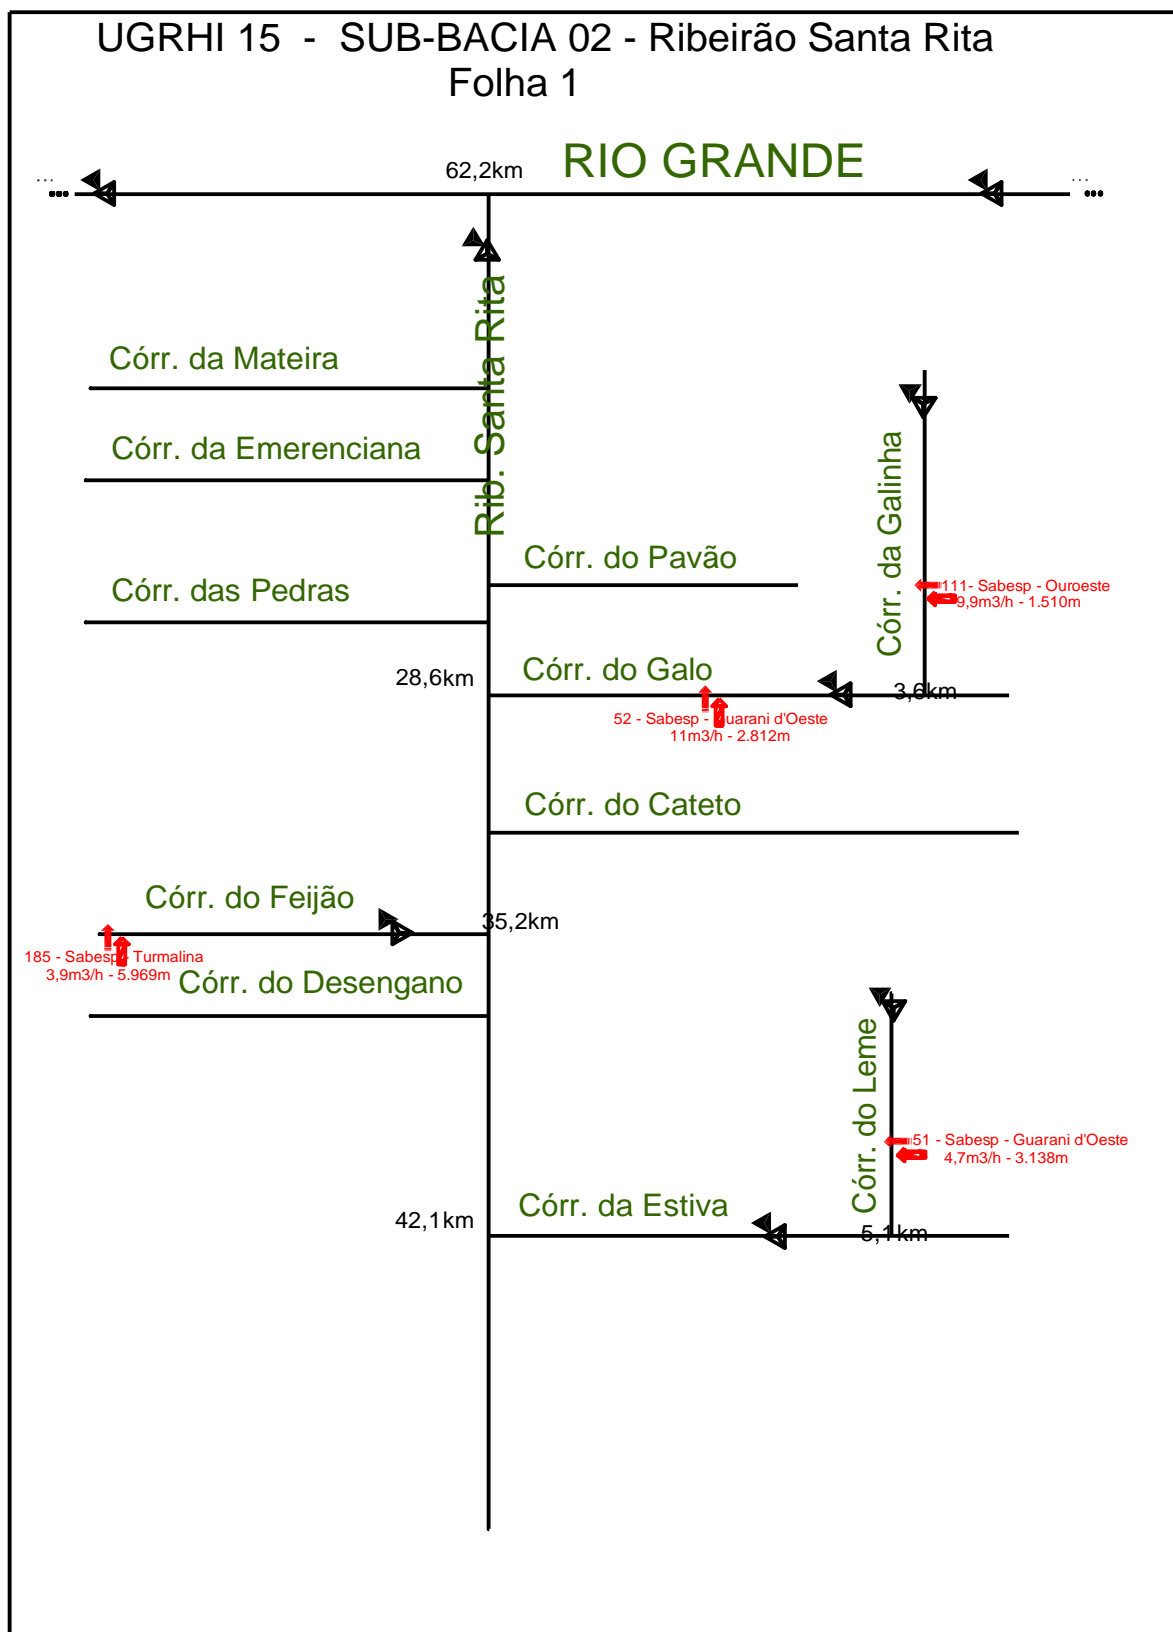 UGRHI 15 - SUB-BACIA 02 - Ribeirão Santa Rita
Folha 1
62,2km
RIO GRANDE
...
...
Rib. Santa Rita
Córr. da Mateira
Córr. da Emerenciana
Córr. da Galinha
Córr. do Pavão
Córr. das Pedras
111- Sabesp - Ouroeste
9,9m3/h - 1.510m
28,6km
Córr. do Galo
3,6km
52 - Sabesp - Guarani d'Oeste
11m3/h - 2.812m
Córr. do Cateto
Córr. do Feijão
35,2km
185 - Sabesp - Turmalina
3,9m3/h - 5.969m
Córr. do Desengano
Córr. do Leme
51 - Sabesp - Guarani d'Oeste
4,7m3/h - 3.138m
42,1km
Córr. da Estiva
5,1km